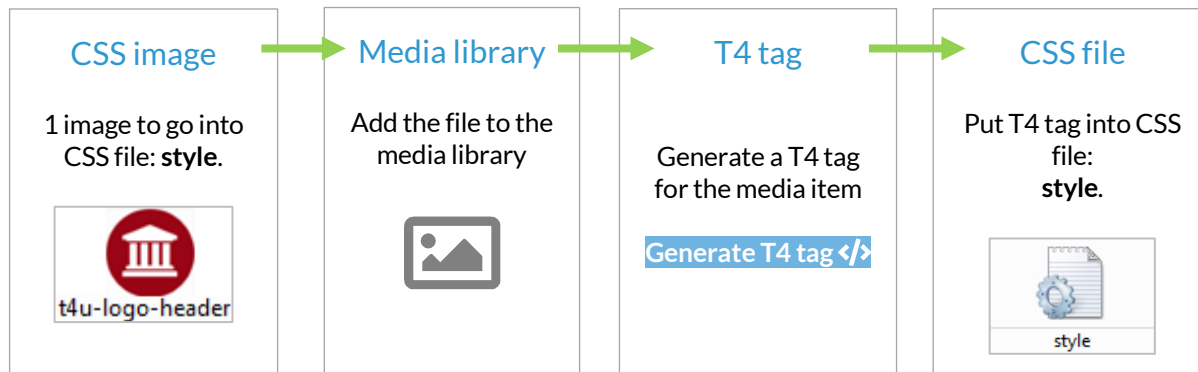 CSS image
1 image to go into
CSS file: style.
t4u-logo-header
Media library
Add the file to the
media library
T4 tag
Generate a T4 tag
for the media item
Generate T4 tag </>
CSS file
Put T4 tag into CSS
file:
style.
style